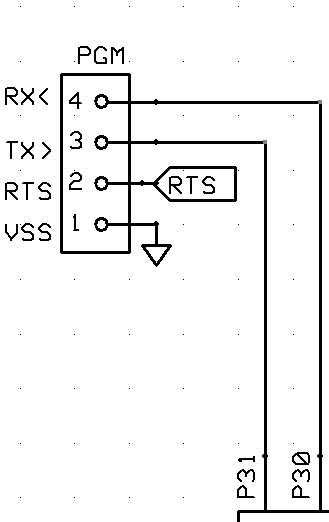 PGM
RX< 4
TX> 3
RTS 2 RTS
VSS 1
P31 P30